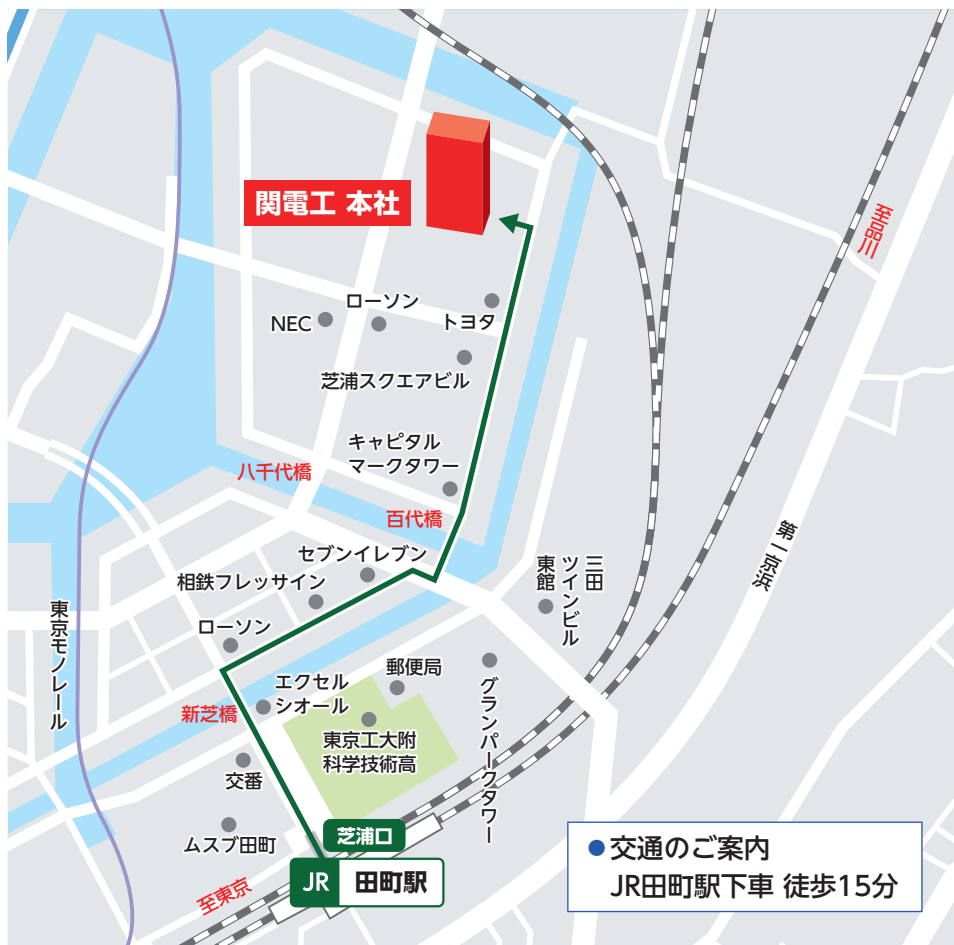 関電工 本社
至品川
ローソン
NEC
トヨタ
芝浦スクエアビル
キャピタル
マークタワー
八千代橋
百代橋
第一京浜
セブンイレブン
三田
ツインビル
東館
相鉄フレッサイン
東京モノレール
ローソン
郵便局
エクセル
シオール
グランパークタワー
新芝橋
東京工大附
科学技術高
交番
ムスブ田町
芝浦口
JR 田町駅
至東京
●交通のご案内
JR田町駅下車 徒歩15分